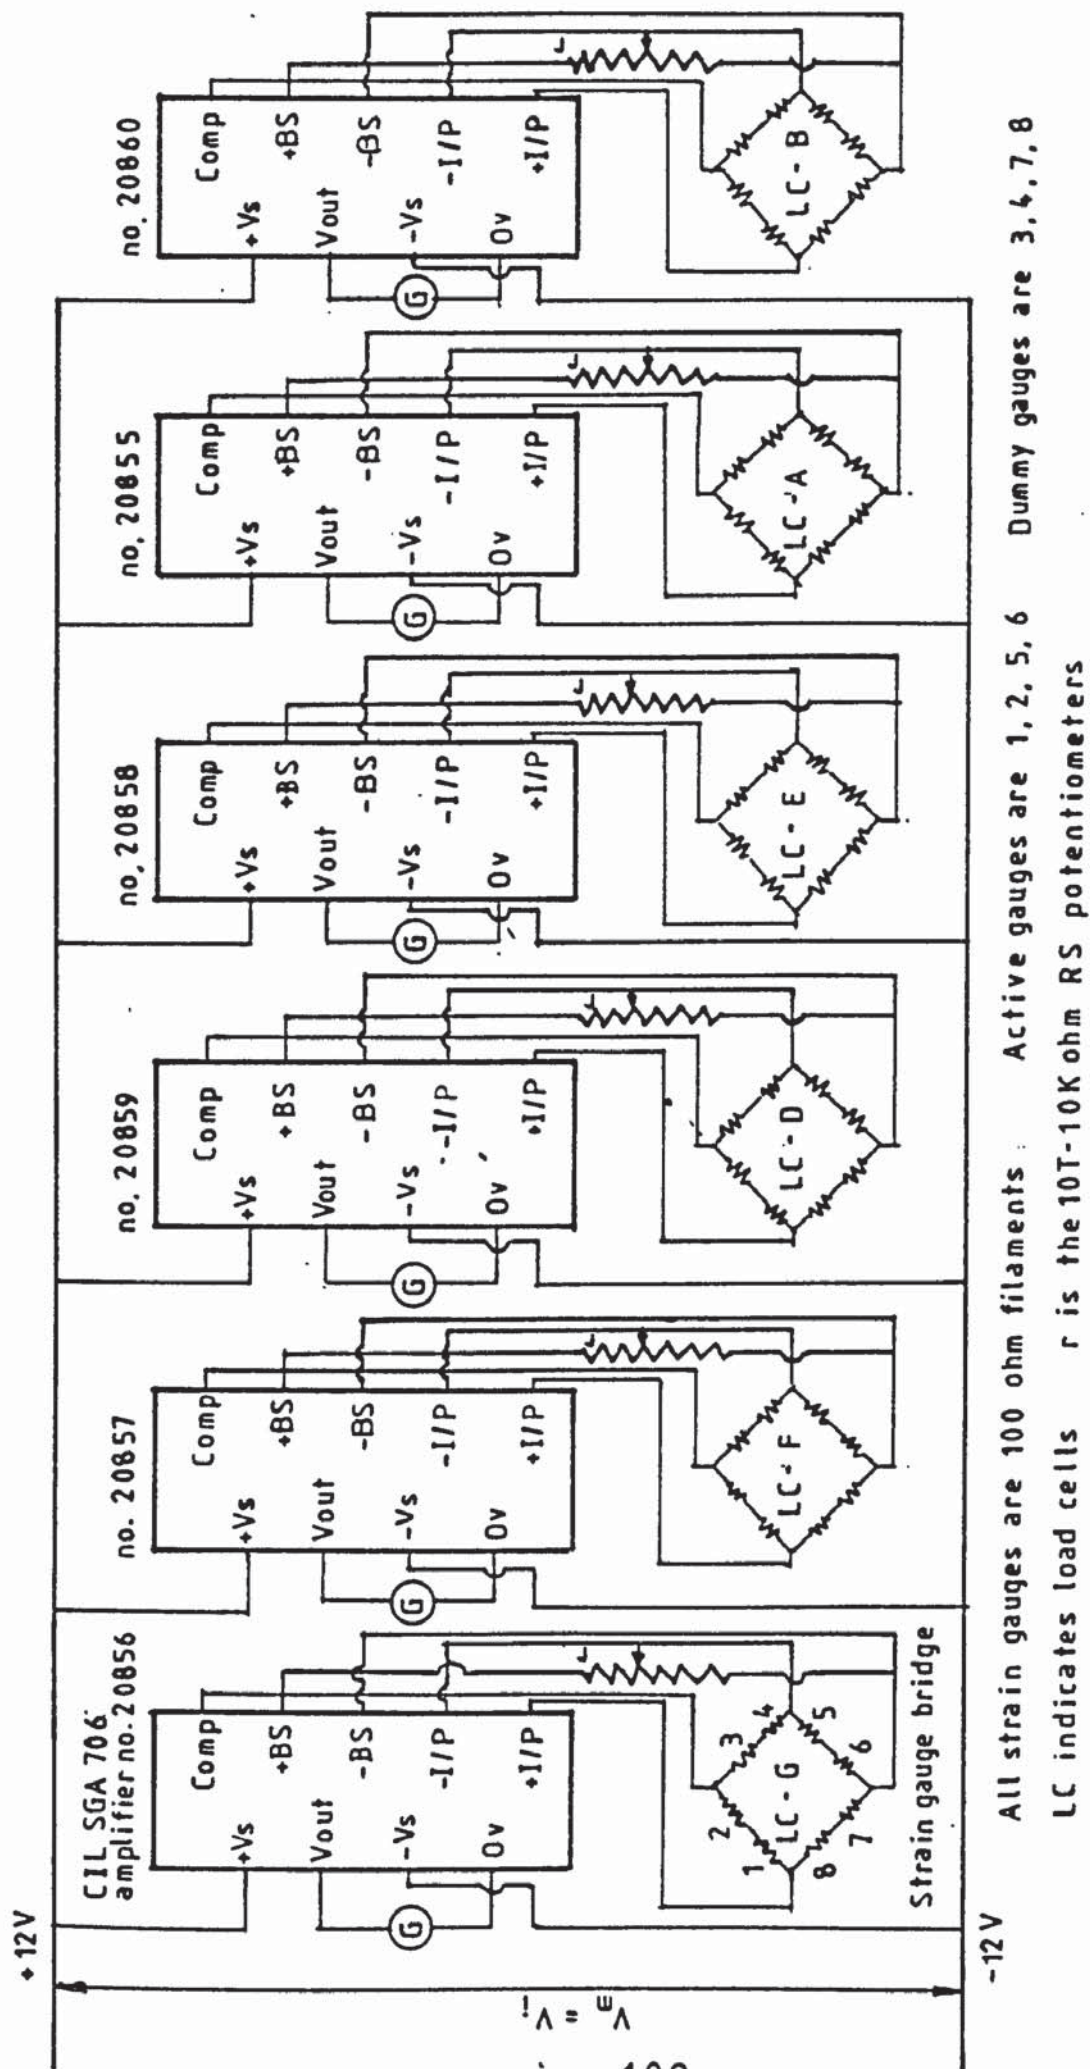 +12V
Vm = Vi
-12V
CIL SGA 706
amplifier no. 20856
+Vs
Vout
-Vs
0v
Comp
+BS
-BS
-I/P
+I/P
G
r
1
2
3
4
5
6
7
8
LC-G
Strain gauge bridge
no. 20857
+Vs
Vout
-Vs
0v
Comp
+BS
-BS
-I/P
+I/P
G
r
LC-F
no. 20859
+Vs
Vout
-Vs
0v
Comp
+BS
-BS
-I/P
+I/P
G
r
LC-D
no. 20858
+Vs
Vout
-Vs
0v
Comp
+BS
-BS
-I/P
+I/P
G
r
LC-E
no. 20855
+Vs
Vout
-Vs
0v
Comp
+BS
-BS
-I/P
+I/P
G
r
LC-A
no. 20860
+Vs
Vout
-Vs
0v
Comp
+BS
-BS
-I/P
+I/P
G
r
LC-B
All strain gauges are 100 ohm filaments Active gauges are 1, 2, 5, 6 Dummy gauges are 3, 4, 7, 8
LC indicates load cells r is the 10T-10K ohm RS potentiometers